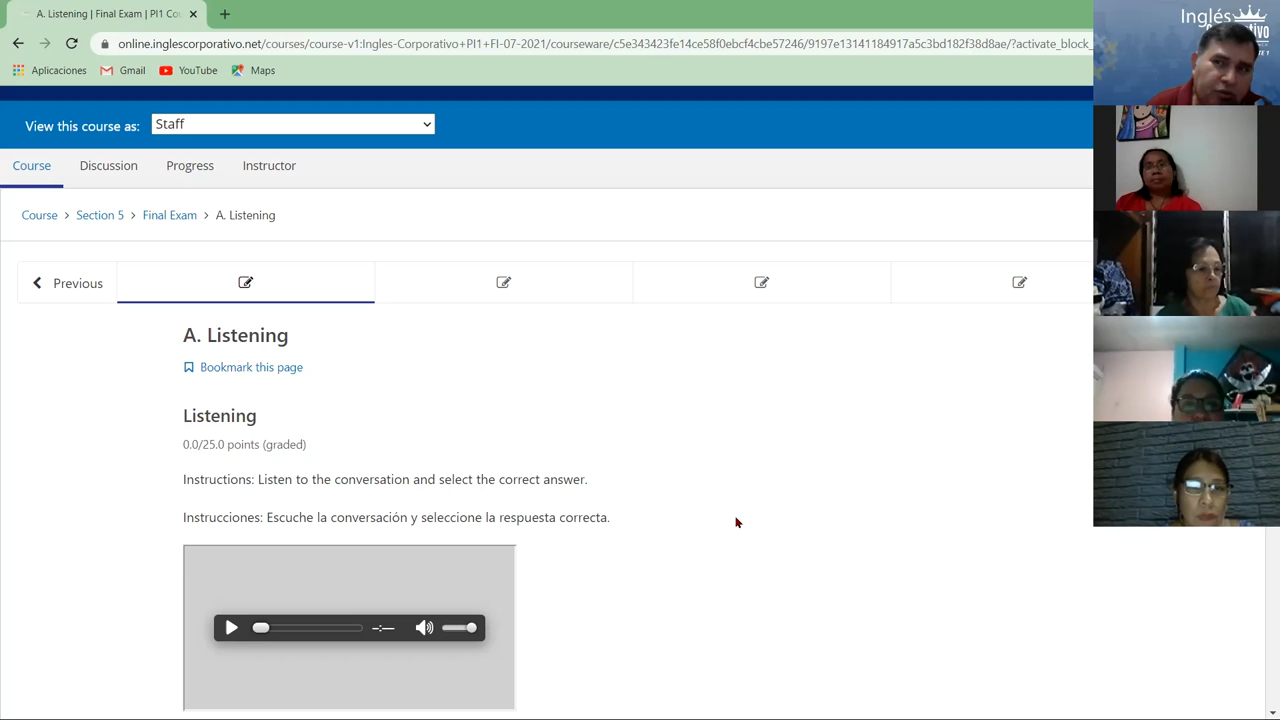 A. Listening | Final Exam | PI1 Cou
online.inglescorporativo.net/courses/course-v1:Ingles-Corporativo+PI1+FI-07-2021/courseware/c5e343423fe14ce58f0ebcf4cbe57246/9197e13141184917a5c3bd182f38d8ae/?activate_block_
Aplicaciones Gmail YouTube Maps
Inglés
View this course as: Staff
Course Discussion Progress Instructor
Course > Section 5 > Final Exam > A. Listening
Previous
A. Listening
Bookmark this page
Listening
0.0/25.0 points (graded)
Instructions: Listen to the conversation and select the correct answer.
Instrucciones: Escuche la conversación y seleccione la respuesta correcta.
-:--